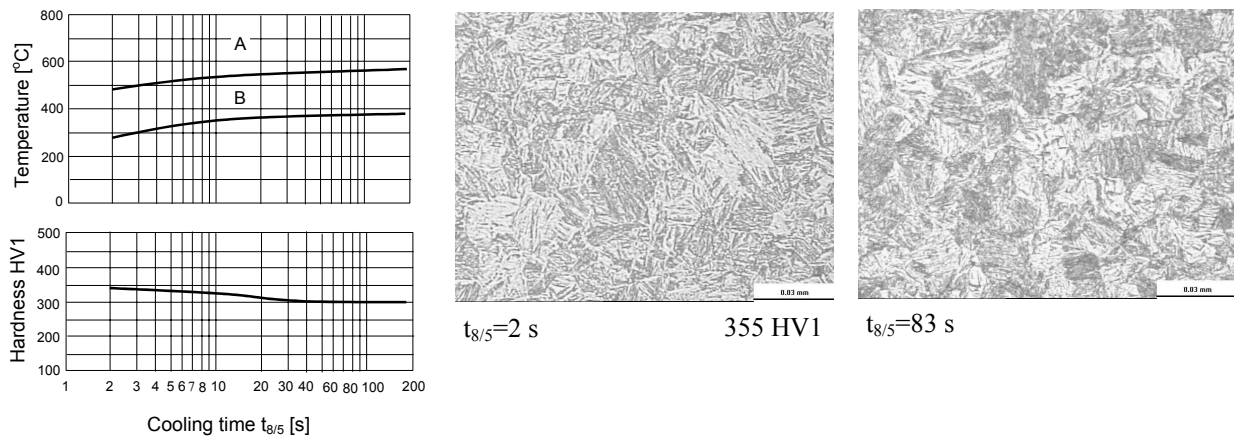 800
600
400
200
0
Temperature [°C]
A
B
500
400
300
200
100
Hardness HV1
1 2 3 4 5 6 7 8 10 20 30 40 60 80 100 200
Cooling time t8/5 [s]
0.03 mm
t8/5=2 s 355 HV1
0.03 mm
t8/5=83 s